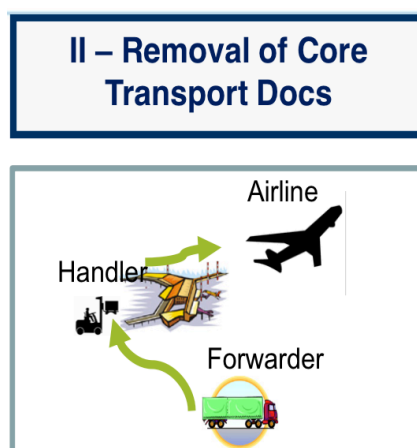 II – Removal of Core
Transport Docs
Airline
Handler
Forwarder